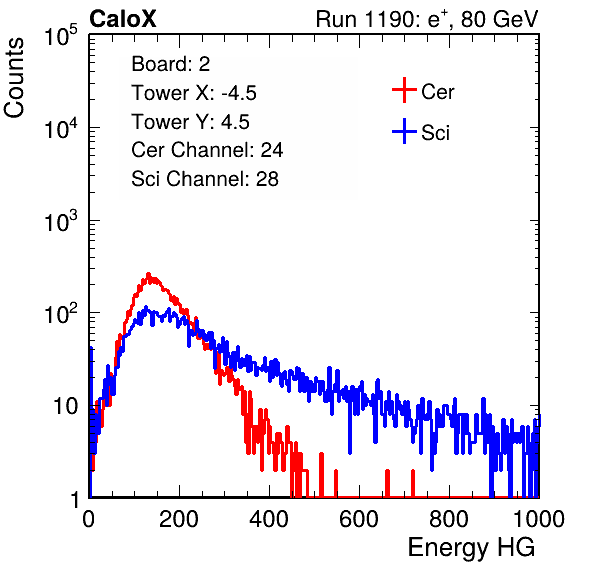 CaloX Run 1190: e⁺, 80 GeV
Board: 2
Tower X: -4.5
Tower Y: 4.5
Cer Channel: 24
Sci Channel: 28
Cer
Sci
Counts
10⁵
10⁴
10³
10²
10
1
0 200 400 600 800 1000
Energy HG